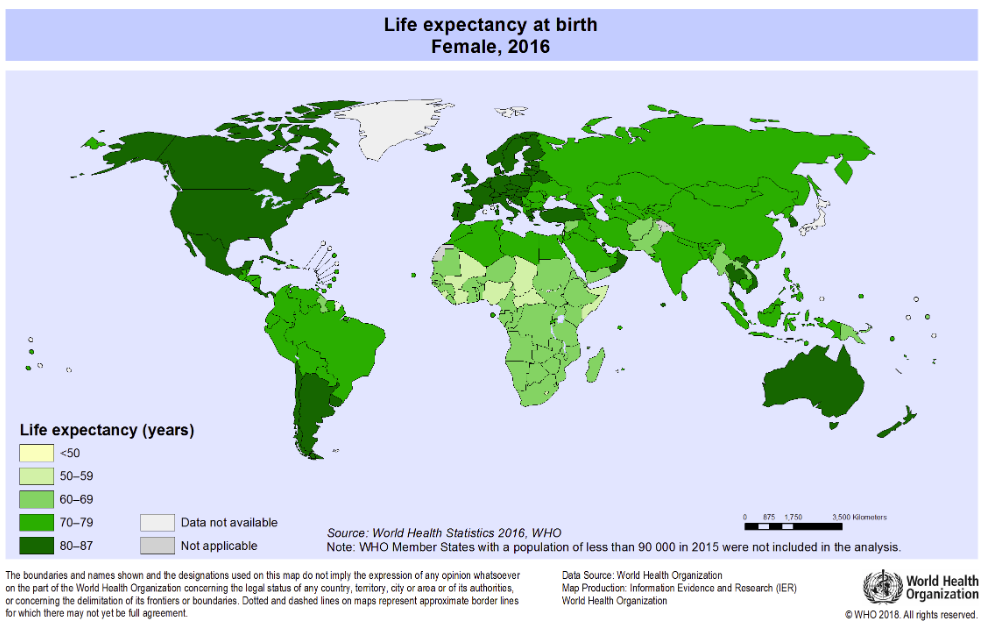 Life expectancy at birth
Female, 2016
Life expectancy (years)
<50
50–59
60–69
70–79
80–87
Data not available
Not applicable
Source: World Health Statistics 2016, WHO
Note: WHO Member States with a population of less than 90 000 in 2015 were not included in the analysis.
0 875 1,750 3,500 Kilometers
The boundaries and names shown and the designations used on this map do not imply the expression of any opinion whatsoever
on the part of the World Health Organization concerning the legal status of any country, territory, city or area or of its authorities,
or concerning the delimitation of its frontiers or boundaries. Dotted and dashed lines on maps represent approximate border lines
for which there may not yet be full agreement.
Data Source: World Health Organization
Map Production: Information Evidence and Research (IER)
World Health Organization
World Health
Organization
© WHO 2018. All rights reserved.